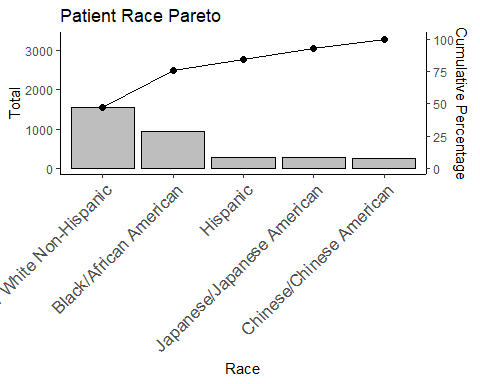 Patient Race Pareto
Total
3000
2000
1000
0
100
75
50
25
0
Cumulative Percentage
White Non-Hispanic
Black/African American
Hispanic
Japanese/Japanese American
Chinese/Chinese American
Race